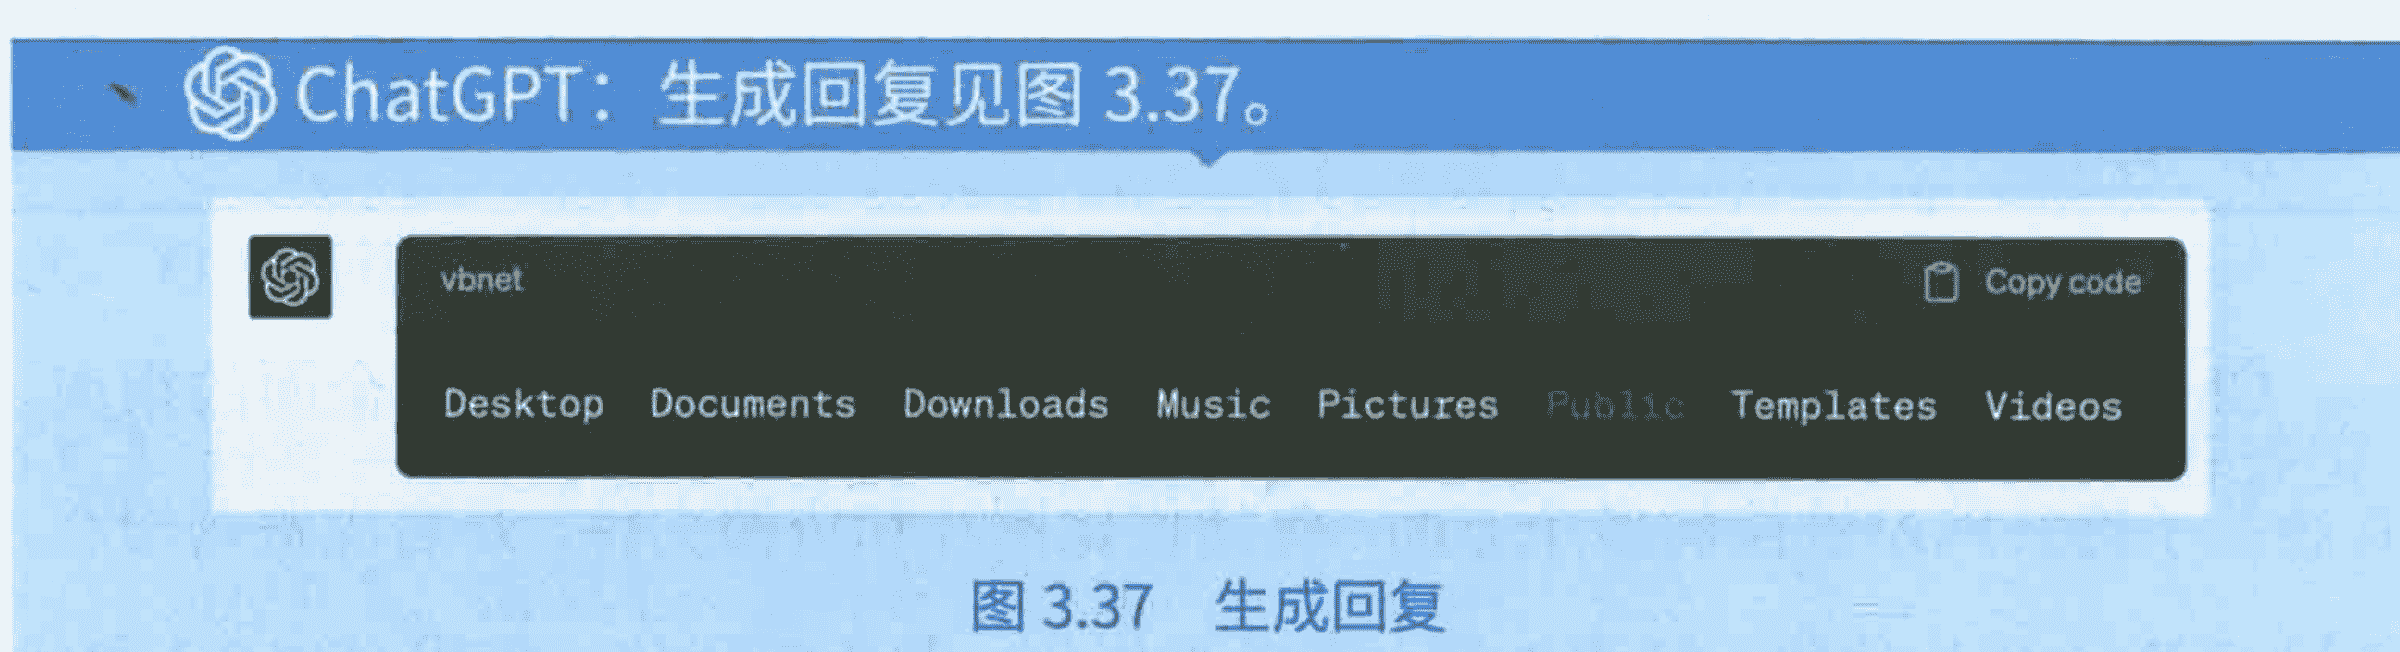 ChatGPT：生成回复见图 3.37。
vbnet Copy code
Desktop Documents Downloads Music Pictures Public Templates Videos
图 3.37 生成回复